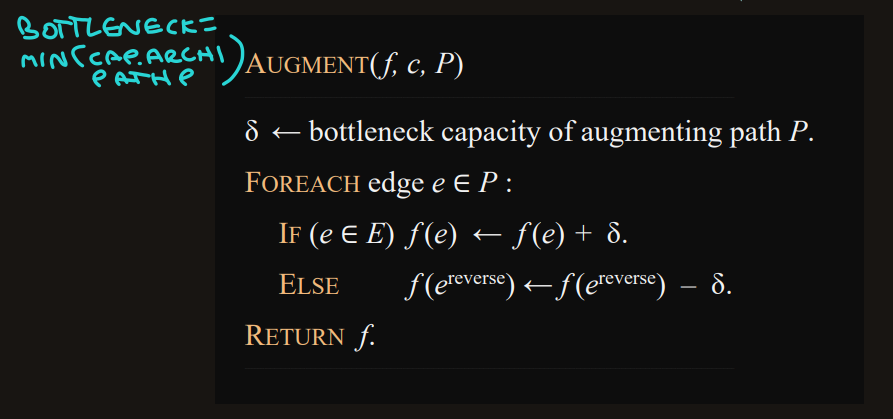 BOTTLENECK=
MIN(CAP.ARCHI
PATH P)
AUGMENT(f, c, P)
δ ← bottleneck capacity of augmenting path P.
FOREACH edge e ∈ P :
IF (e ∈ E) f(e) ← f(e) + δ.
ELSE f(e^reverse) ← f(e^reverse) – δ.
RETURN f.